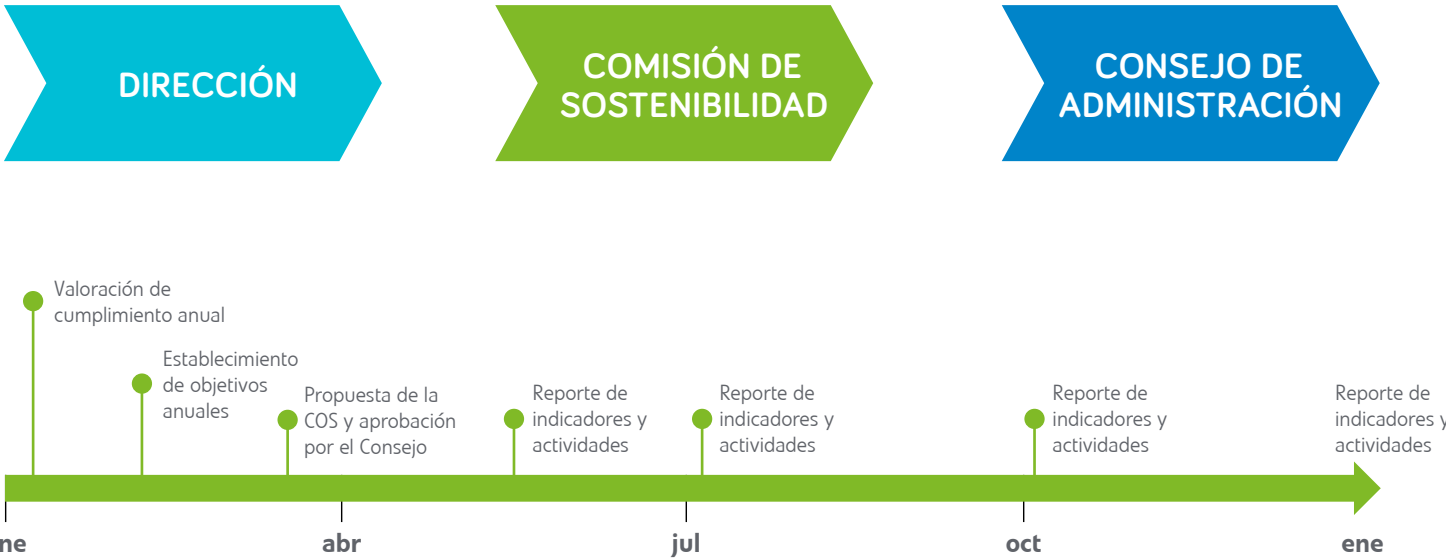 DIRECCIÓN
COMISIÓN DE
SOSTENIBILIDAD
CONSEJO DE
ADMINISTRACIÓN
Valoración de
cumplimiento anual
Establecimiento
de objetivos
anuales
Propuesta de la
COS y aprobación
por el Consejo
Reporte de
indicadores y
actividades
Reporte de
indicadores y
actividades
Reporte de
indicadores y
actividades
Reporte de
indicadores y
actividades
ne
abr
jul
oct
ene